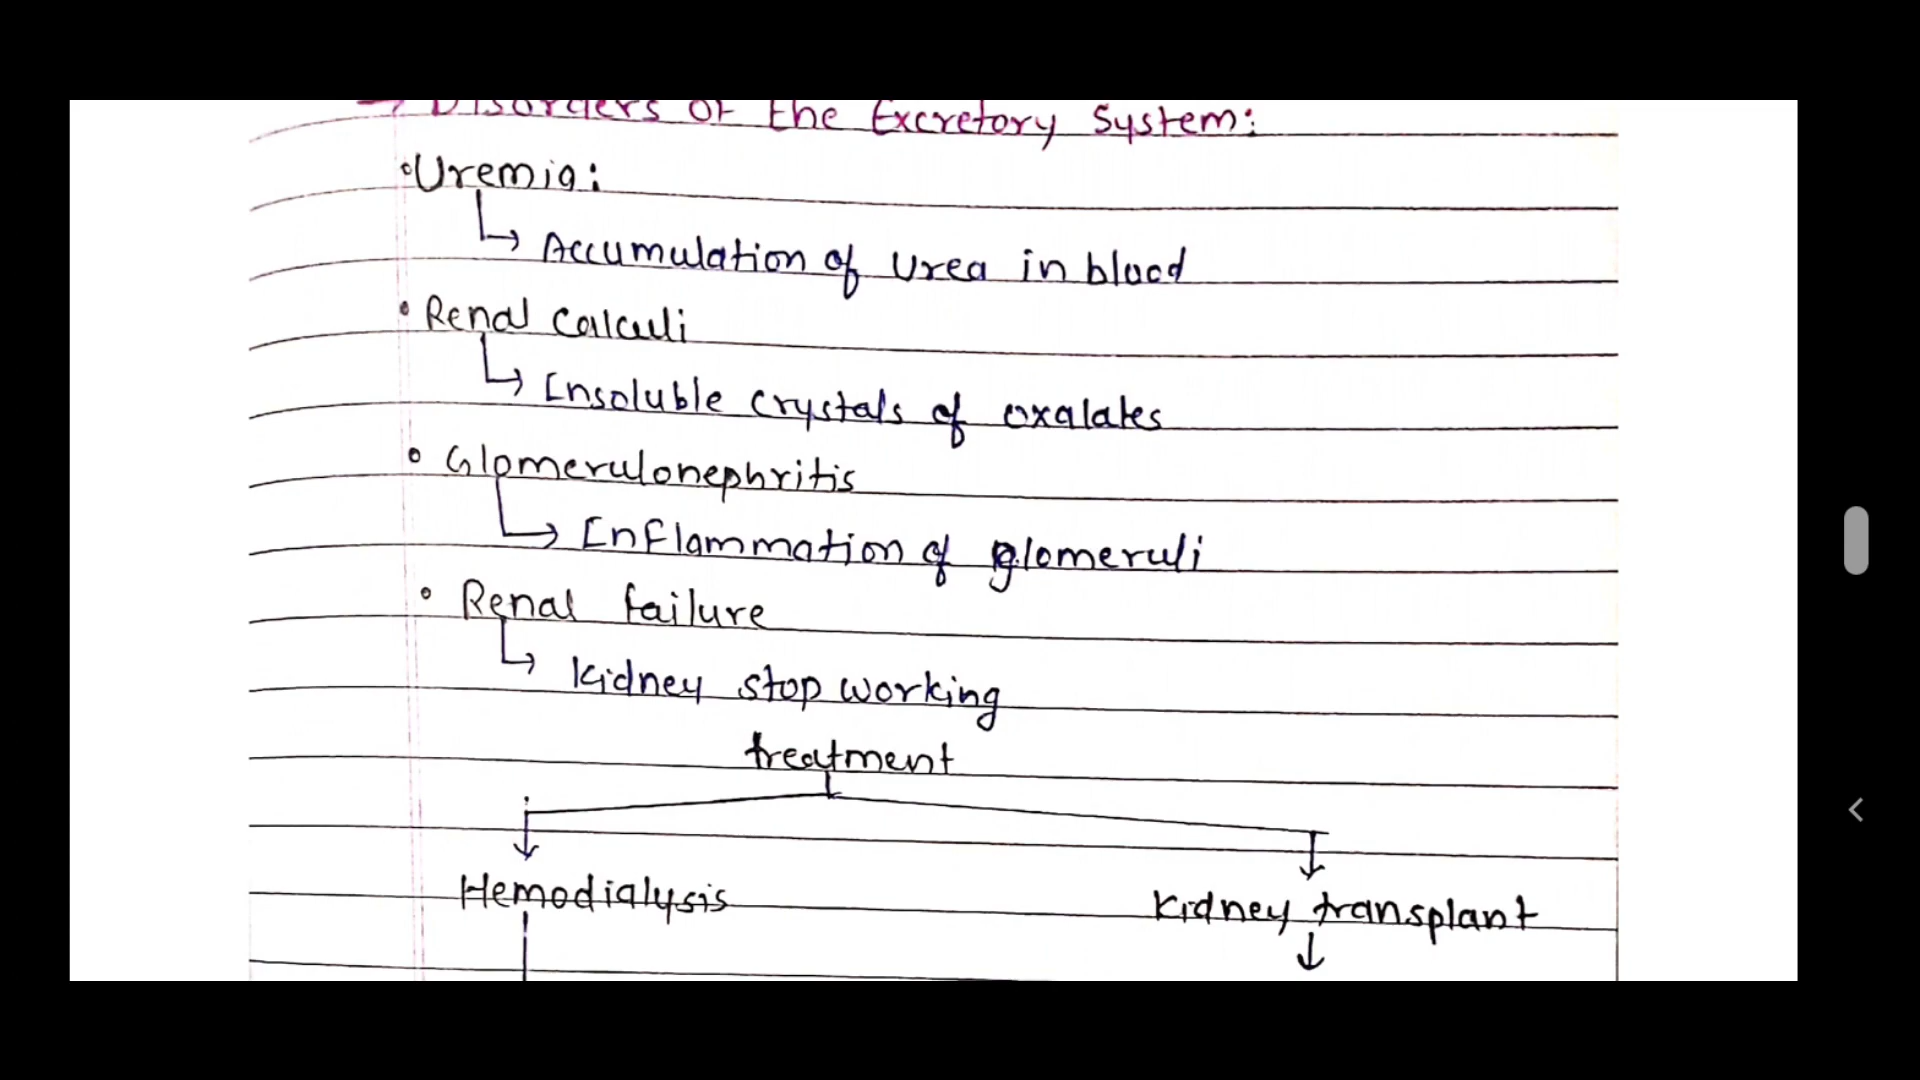 → Disorders of the Excretory System:
• Uremia:
↳ Accumulation of Urea in blood
• Renal calculi
↳ Insoluble crystals of oxalates
• Glomerulonephritis
↳ Inflammation of glomeruli
• Renal failure
↳ Kidney stop working
treatment
Hemodialysis
Kidney transplant